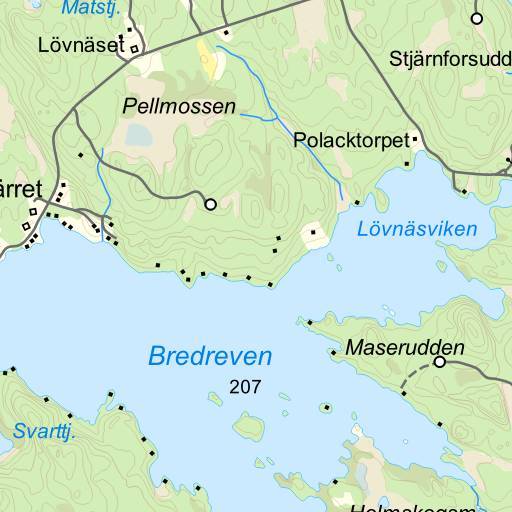 Matstj.
Lövnäset
Stjärnforsudd
Pellmossen
Polacktorpet
ärret
Lövnäsviken
Bredreven
Maserudden
207
Svarttj.